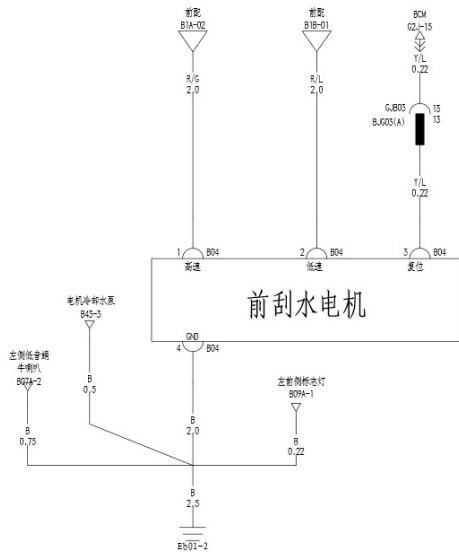 前配
B1A-02
前配
B1B-01
BCM
G2J-15
R/G
2.0
R/L
2.0
Y/L
0.22
GJB03
13
BJG03(A)
13
Y/L
0.22
1
B04
高速
2
B04
低速
3
B04
复位
前刮水电机
GND
4
B04
电机冷却水泵
B43-3
左侧低音蜗
牛喇叭
B07A-2
左前侧标志灯
B09A-1
B
0.5
B
0.75
B
2.0
B
0.22
B
2.5
Eb01-2